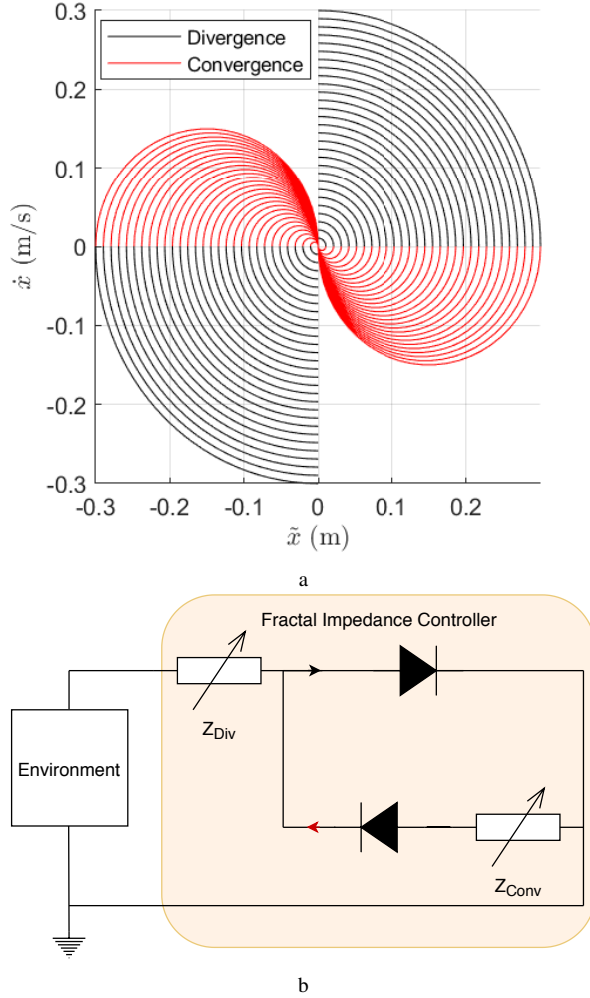 0.3
Divergence
Convergence
0.2
0.1
0
-0.1
-0.2
-0.3
ẋ (m/s)
-0.3 -0.2 -0.1 0 0.1 0.2
x̃ (m)
a
Fractal Impedance Controller
Z_Div
Environment
Z_Conv
b